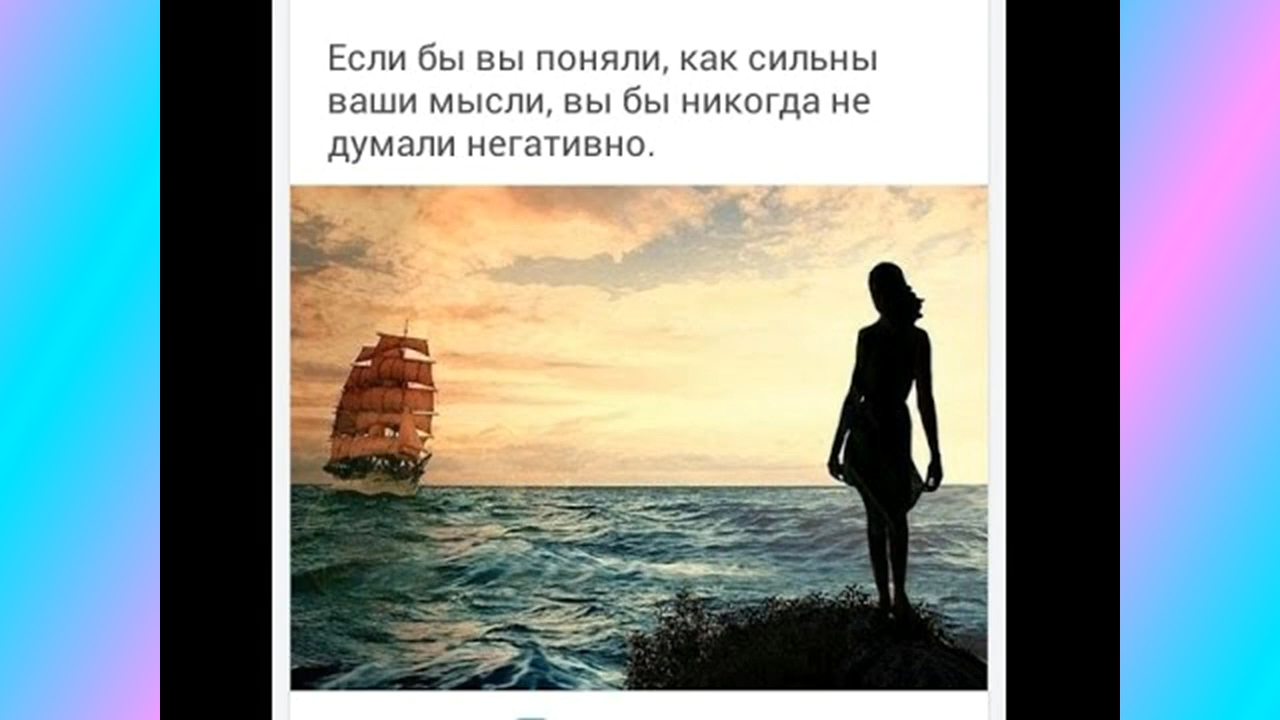 Если бы вы поняли, как сильны
ваши мысли, вы бы никогда не
думали негативно.